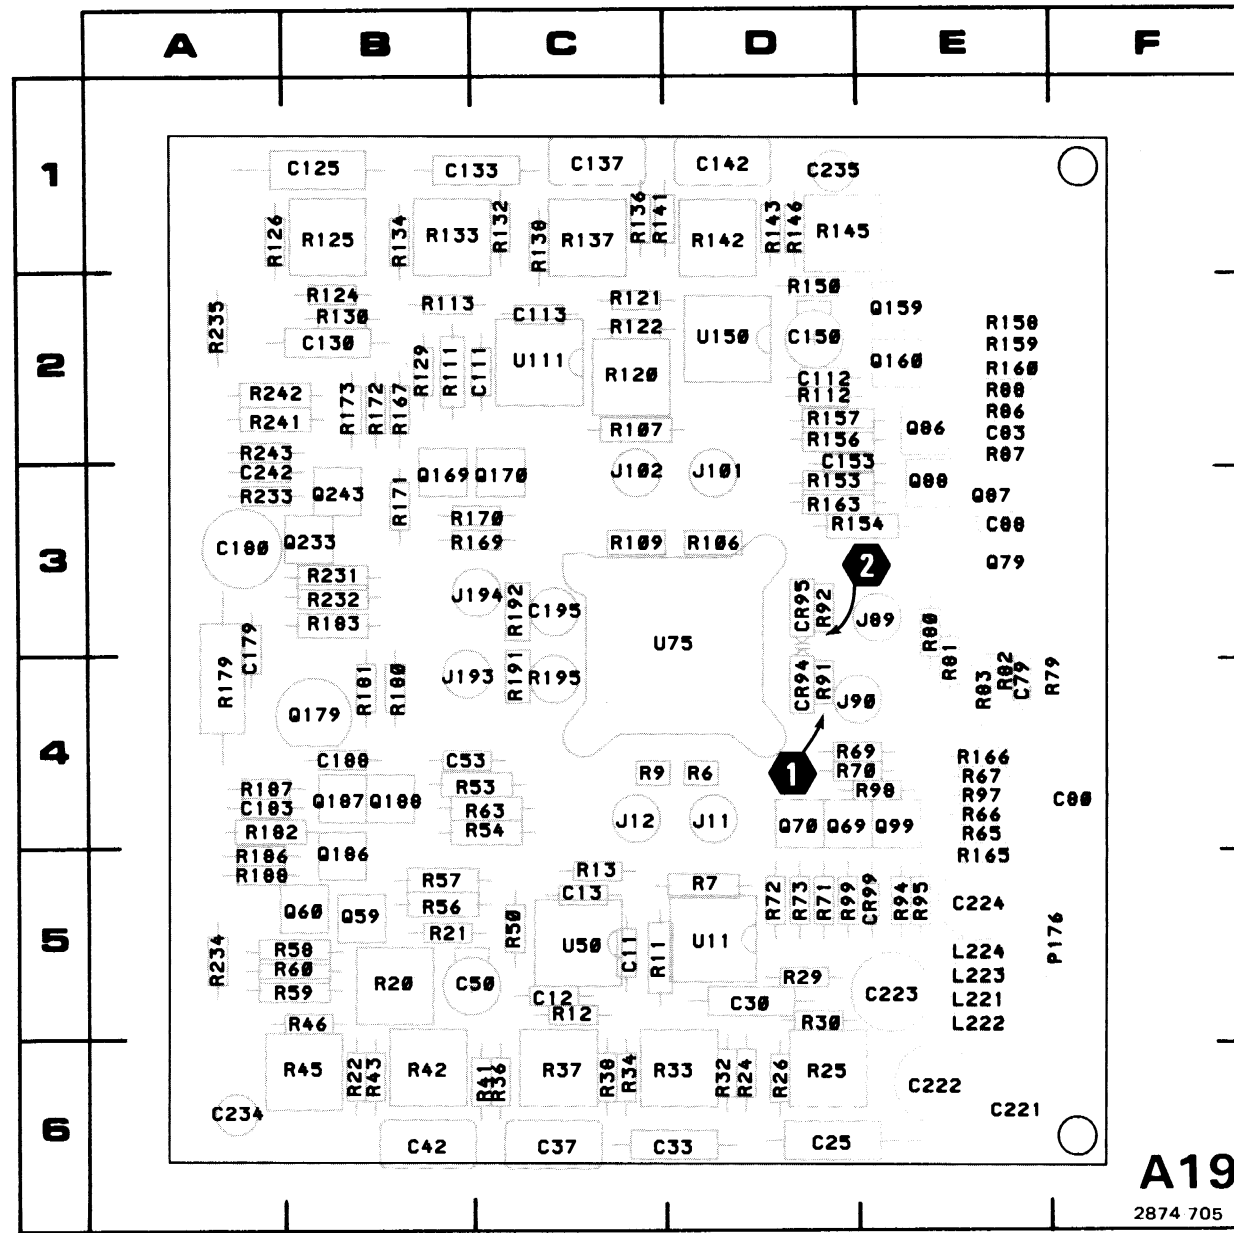 A B C D E F
1
C125 C133 C137 C142 C235
R126 R125 R134 R133 R132 R138 R137 R136 R141 R142 R143 R146 R145
2
R124 R113 R121 R150
R130 C113 R122 Q159
R235 C130 U150 C150 R158
R159
R129 R111 C111 U111 R120 Q160 R160
C112 R88
R242 R173 R172 R167 R112 R86
R241 R107 R157 Q86 C83
R243 R156 R87
3
C242 Q169 Q170 J102 J101 C153
R233 Q243 R171 R153 Q88 Q87
R163
R170 R154 C88
C180 Q233 R169 R109 R106 2 Q79
R231
R232 J194 R192 C195 CR95 R92 J89
R183 R80
C179 U75 R81
4
R179 R181 R180 J193 R191 R195 CR94 R91 J90 R83 R82 C79 R79
Q179
C188 C53 R69 R166
R9 R6 1 R70 R67
R187 R53 R98 R97
C183 Q187 Q188 R63 C80
R182 R54 J12 J11 Q70 Q69 Q99 R66
R65
R186 Q186 R165
5
R188 R57 R13 R7
C13 R72 R73 R71 R99 CR99 R94 R95 C224
Q60 Q59 R56 R50
R21 U50 C11 R11 U11 P176
R234 R58 L224
R60 R20 C50 R29 L223
R59 C12 C30 C223 L221
R46 R12 R30 L222
6
R45 R22 R43 R42 R41 R36 R37 R38 R34 R33 R32 R24 R26 R25 C222
C234 C221
C42 C37 C33 C25
A19
2874 705